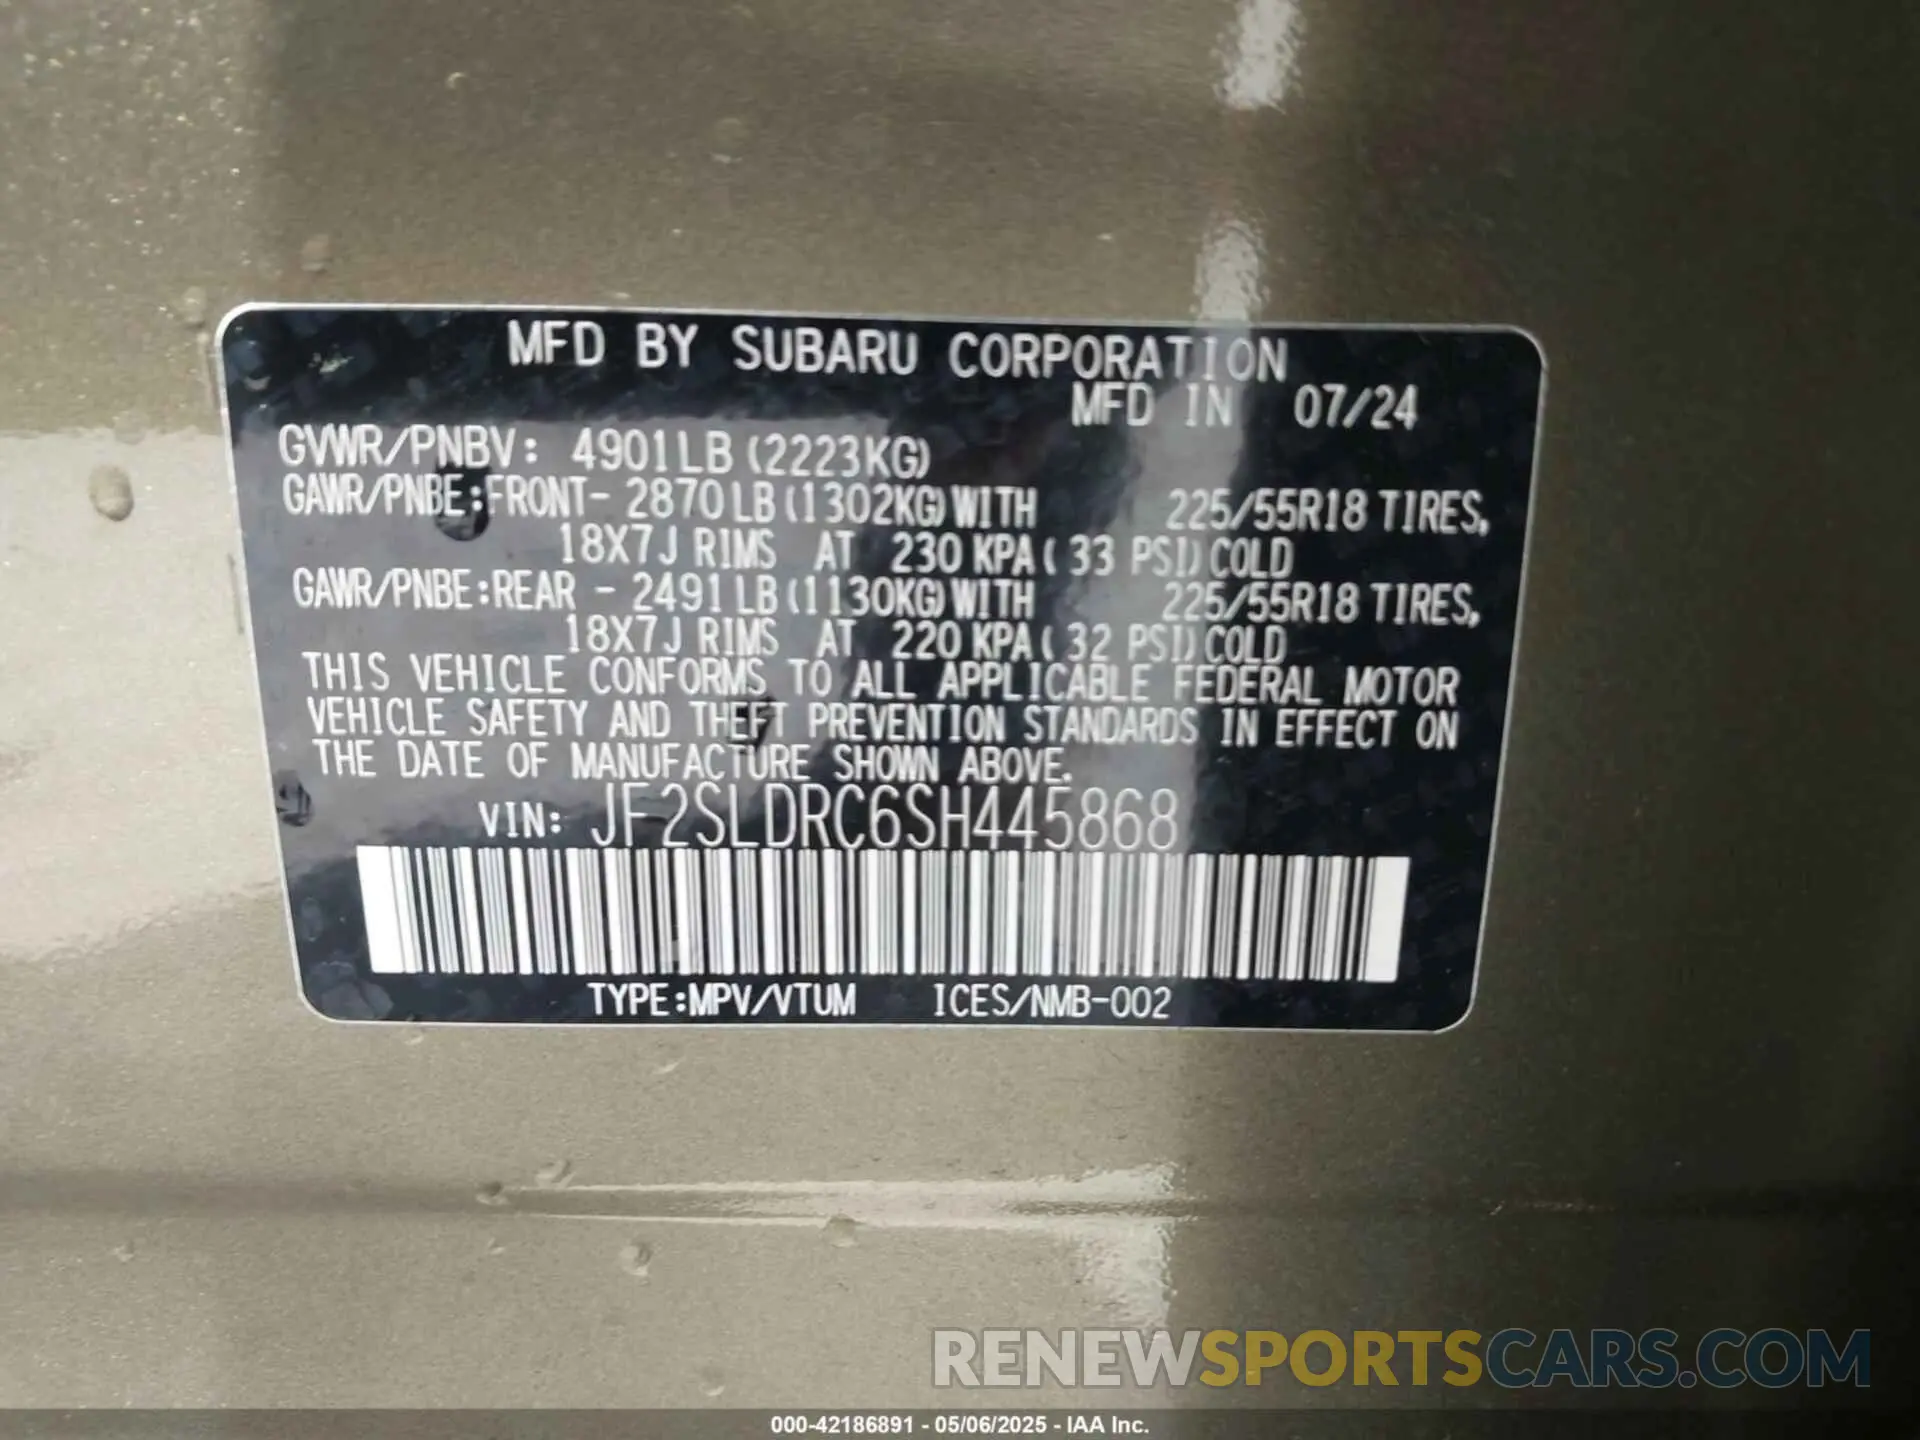 MFD BY SUBARU CORPORATION
MFD IN 07/24
GVWR/PNBV: 4901LB (2223KG)
GAWR/PNBE:FRONT- 2870LB (1302KG)WITH 225/55R18 TIRES,
18X7J RIMS AT 230 KPA( 33 PSI)COLD
GAWR/PNBE:REAR - 2491LB (1130KG)WITH 225/55R18 TIRES,
18X7J RIMS AT 220 KPA( 32 PSI)COLD
THIS VEHICLE CONFORMS TO ALL APPLICABLE FEDERAL MOTOR
VEHICLE SAFETY AND THEFT PREVENTION STANDARDS IN EFFECT ON
THE DATE OF MANUFACTURE SHOWN ABOVE.
VIN: JF2SLDRC6SH445868
TYPE:MPV/VTUM ICES/NMB-002
RENEWSPORTSCARS.COM
000-42186891 - 05/06/2025 - IAA Inc.